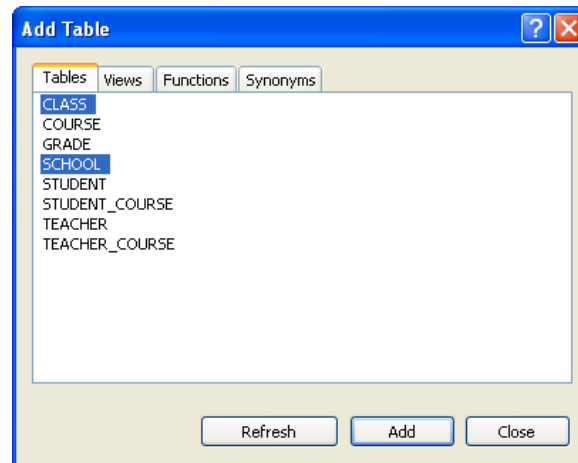 Add Table
Tables Views Functions Synonyms
CLASS
COURSE
GRADE
SCHOOL
STUDENT
STUDENT_COURSE
TEACHER
TEACHER_COURSE
Refresh Add Close